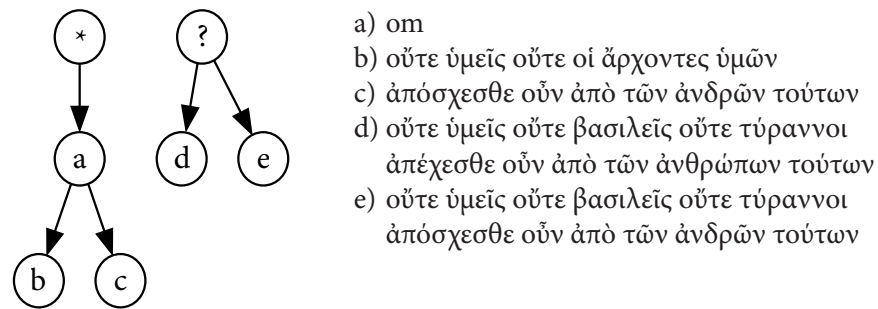 * ?
a d e
b c
a) om
b) οὔτε ὑμεῖς οὔτε οἱ ἄρχοντες ὑμῶν
c) ἀπόσχεσθε οὖν ἀπὸ τῶν ἀνδρῶν τούτων
d) οὔτε ὑμεῖς οὔτε βασιλεῖς οὔτε τύραννοι
ἀπέχεσθε οὖν ἀπὸ τῶν ἀνθρώπων τούτων
e) οὔτε ὑμεῖς οὔτε βασιλεῖς οὔτε τύραννοι
ἀπόσχεσθε οὖν ἀπὸ τῶν ἀνδρῶν τούτων